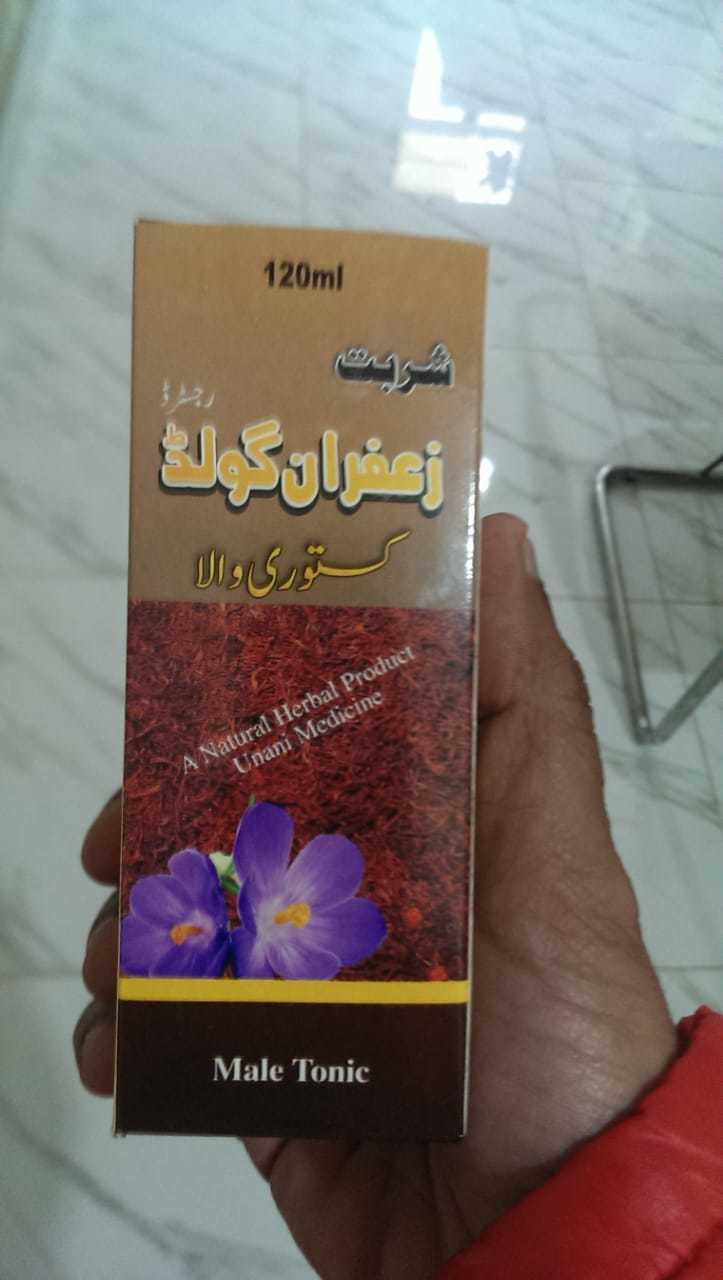 120ml
شربت
رجسٹرڈ
زعفران گولڈ
کستوری والا
A Natural Herbal Product
Unani Medicine
Male Tonic